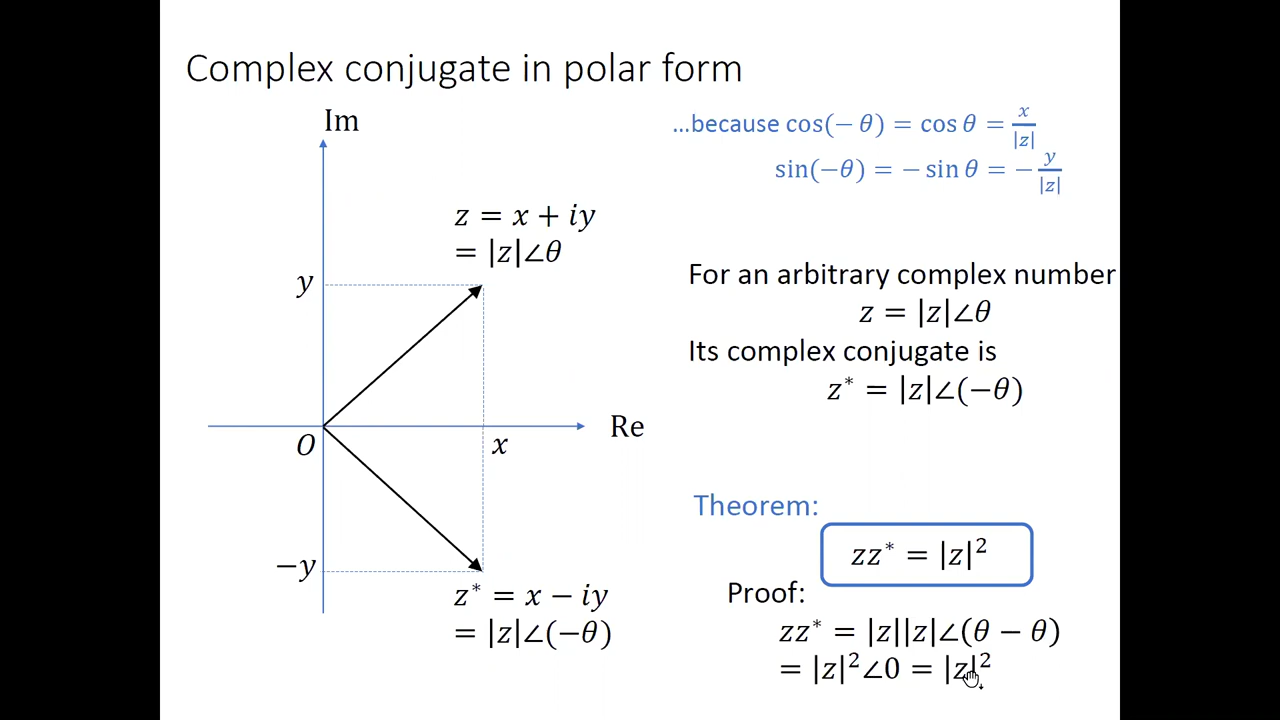 Complex conjugate in polar form
Im
z = x + iy
= |z|∠θ
y
O
x
Re
−y
z* = x − iy
= |z|∠(−θ)
...because cos(− θ) = cos θ = x/|z|
sin(−θ) = − sin θ = − y/|z|
For an arbitrary complex number
z = |z|∠θ
Its complex conjugate is
z* = |z|∠(−θ)
Theorem:
zz* = |z|²
Proof:
zz* = |z||z|∠(θ − θ)
= |z|²∠0 = |z|²